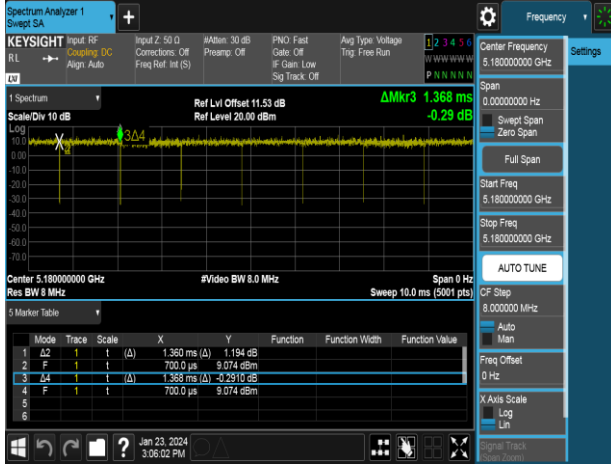 Spectrum Analyzer 1
Swept SA
+
Frequency
KEYSIGHT Input: RF Input Z: 50 Ω #Atten: 30 dB PNO: Fast Avg Type: Voltage 1 2 3 4 5 6
RL Coupling: DC Corrections: Off Preamp: Off Gate: Off Trig: Free Run
Align: Auto Freq Ref: Int (S) IF Gain: Low W W W W W W
Sig Track: Off P N N N N N
LXI
1 Spectrum
Ref Lvl Offset 11.53 dB
ΔMkr3 1.368 ms
Scale/Div 10 dB
Ref Level 20.00 dBm
-0.29 dB
Log
10.0
0.00
-10.0
-20.0
-30.0
-40.0
-50.0
-60.0
-70.0
3Δ4
Center 5.180000000 GHz #Video BW 8.0 MHz Span 0 Hz
Res BW 8 MHz Sweep 10.0 ms (5001 pts)
5 Marker Table
Mode Trace Scale X Y Function Function Width Function Value
1 Δ2 1 t (Δ) 1.360 ms (Δ) 1.194 dB
2 F 1 t 700.0 µs 9.074 dBm
3 Δ4 1 t (Δ) 1.368 ms (Δ) -0.2910 dB
4 F 1 t 700.0 µs 9.074 dBm
5
6
?
Jan 23, 2024
3:06:02 PM
Center Frequency
5.180000000 GHz
Settings
Span
0.00000000 Hz
Swept Span
Zero Span
Full Span
Start Freq
5.180000000 GHz
Stop Freq
5.180000000 GHz
AUTO TUNE
CF Step
8.000000 MHz
Auto
Man
Freq Offset
0 Hz
X Axis Scale
Log
Lin
Signal Track
(Span Zoom)